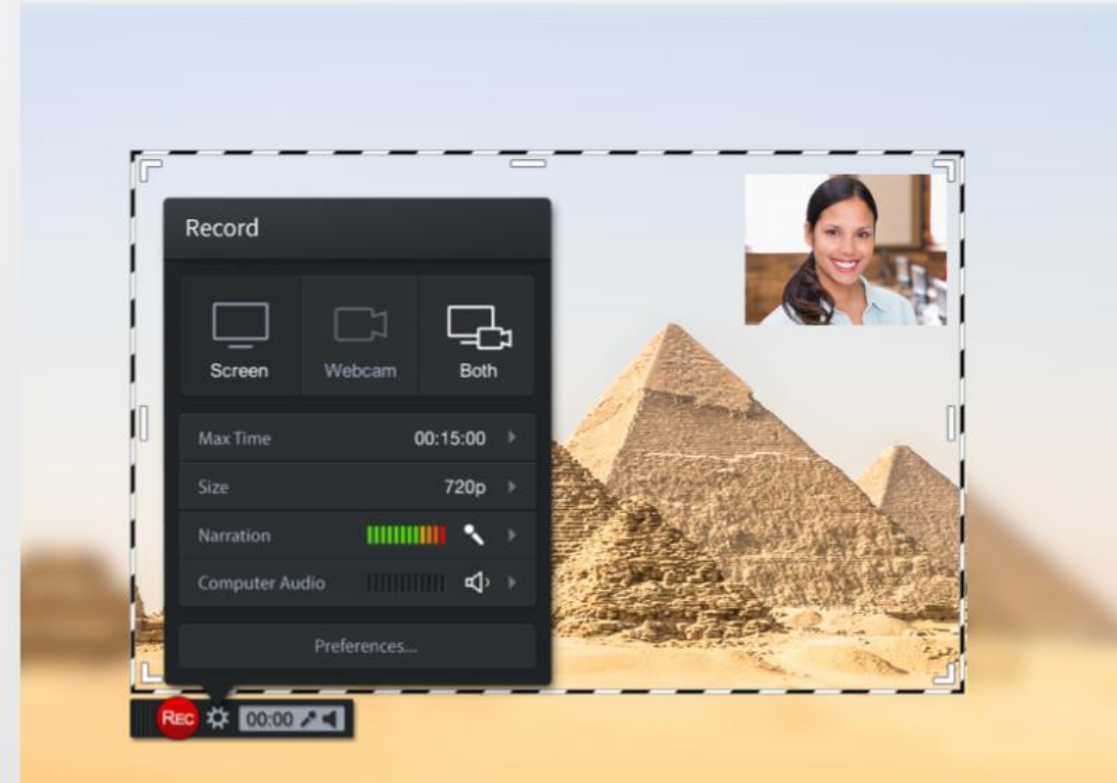 Record
Screen Webcam Both
Max Time 00:15:00
Size 720p
Narration
Computer Audio
Preferences...
REC 00:00